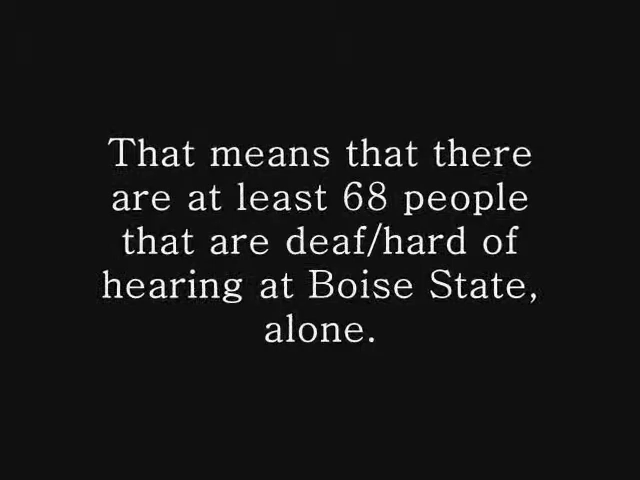 That means that there
are at least 68 people
that are deaf/hard of
hearing at Boise State,
alone.